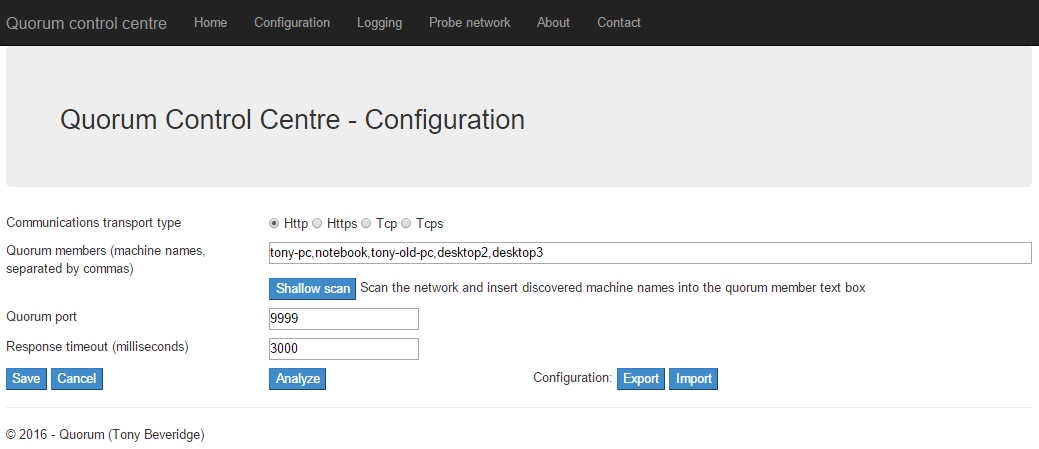 Quorum control centre Home Configuration Logging Probe network About Contact
Quorum Control Centre - Configuration
Communications transport type Http Https Tcp Tcps
Quorum members (machine names, separated by commas) tony-pc,notebook,tony-old-pc,desktop2,desktop3
Shallow scan Scan the network and insert discovered machine names into the quorum member text box
Quorum port 9999
Response timeout (milliseconds) 3000
Save Cancel Analyze Configuration: Export Import
© 2016 - Quorum (Tony Beveridge)